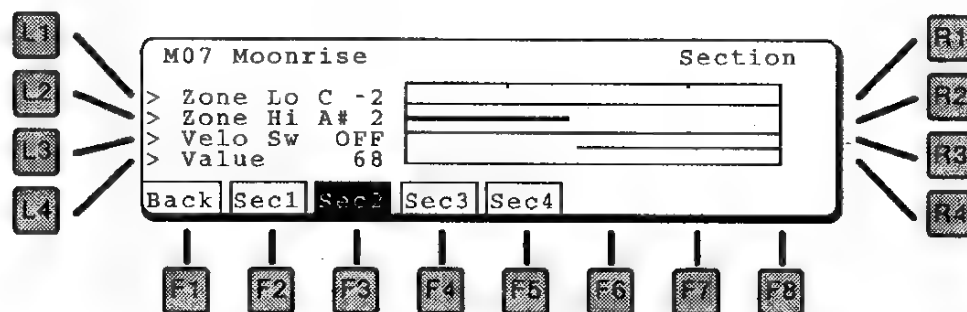 L1
L2
L3
L4
M07 Moonrise Section
> Zone Lo C -2
> Zone Hi A# 2
> Velo Sw OFF
> Value 68
Back Sec1 Sec2 Sec3 Sec4
R1
R2
R3
R4
F1 F2 F3 F4 F5 F6 F7 F8